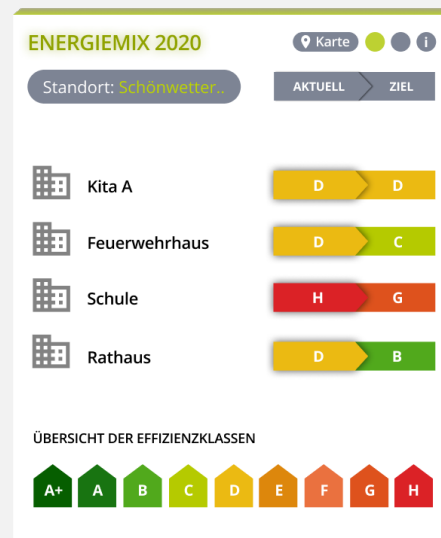 ENERGIEMIX 2020
Karte
i
Standort: Schönwetter..
AKTUELL ZIEL
Kita A D D
Feuerwehrhaus D C
Schule H G
Rathaus D B
ÜBERSICHT DER EFFIZIENZKLASSEN
A+ A B C D E F G H